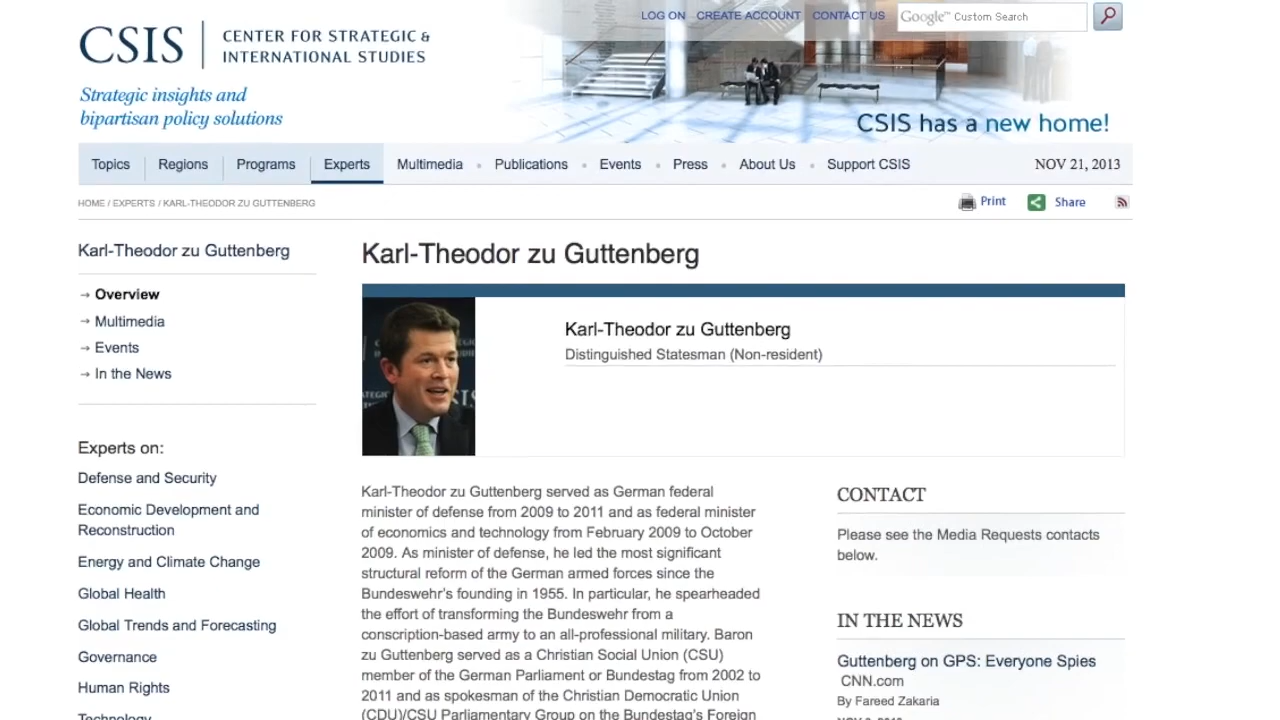 LOG ON CREATE ACCOUNT CONTACT US Google™ Custom Search
CSIS CENTER FOR STRATEGIC &
INTERNATIONAL STUDIES
Strategic insights and
bipartisan policy solutions
CSIS has a new home!
Topics Regions Programs Experts Multimedia Publications Events Press About Us Support CSIS NOV 21, 2013
HOME / EXPERTS / KARL-THEODOR ZU GUTTENBERG
Print Share
Karl-Theodor zu Guttenberg
→ Overview
→ Multimedia
→ Events
→ In the News
Experts on:
Defense and Security
Economic Development and
Reconstruction
Energy and Climate Change
Global Health
Global Trends and Forecasting
Governance
Human Rights
Technology
Karl-Theodor zu Guttenberg
Karl-Theodor zu Guttenberg
Distinguished Statesman (Non-resident)
Karl-Theodor zu Guttenberg served as German federal
minister of defense from 2009 to 2011 and as federal minister
of economics and technology from February 2009 to October
2009. As minister of defense, he led the most significant
structural reform of the German armed forces since the
Bundeswehr's founding in 1955. In particular, he spearheaded
the effort of transforming the Bundeswehr from a
conscription-based army to an all-professional military. Baron
zu Guttenberg served as a Christian Social Union (CSU)
member of the German Parliament or Bundestag from 2002 to
2011 and as spokesman of the Christian Democratic Union
(CDU)/CSU Parliamentary Group on the Bundestag's Foreign
CONTACT
Please see the Media Requests contacts
below.
IN THE NEWS
Guttenberg on GPS: Everyone Spies
CNN.com
By Fareed Zakaria